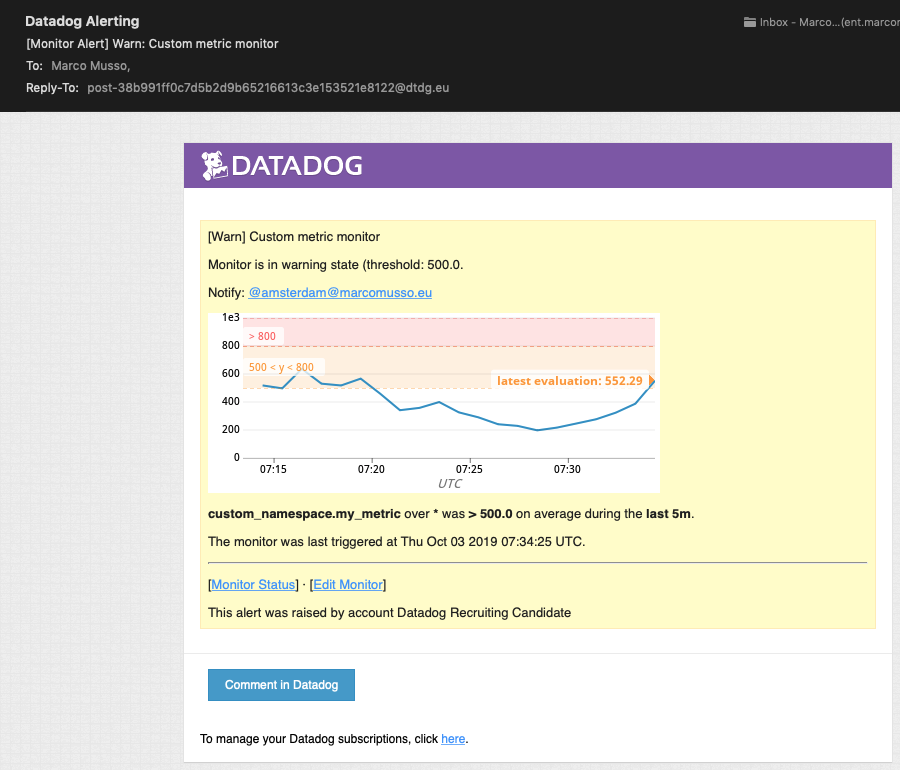 Datadog Alerting
Inbox - Marco...(ent.marcor
[Monitor Alert] Warn: Custom metric monitor
To: Marco Musso,
Reply-To: post-38b991ff0c7d5b2d9b65216613c3e153521e8122@dtdg.eu
DATADOG
[Warn] Custom metric monitor
Monitor is in warning state (threshold: 500.0.
Notify: @amsterdam@marcomusso.eu
1e3
> 800
800
500 < y < 800
600
latest evaluation: 552.29
400
200
0
07:15 07:20 07:25 07:30
UTC
custom_namespace.my_metric over * was > 500.0 on average during the last 5m.
The monitor was last triggered at Thu Oct 03 2019 07:34:25 UTC.
[Monitor Status] · [Edit Monitor]
This alert was raised by account Datadog Recruiting Candidate
Comment in Datadog
To manage your Datadog subscriptions, click here.